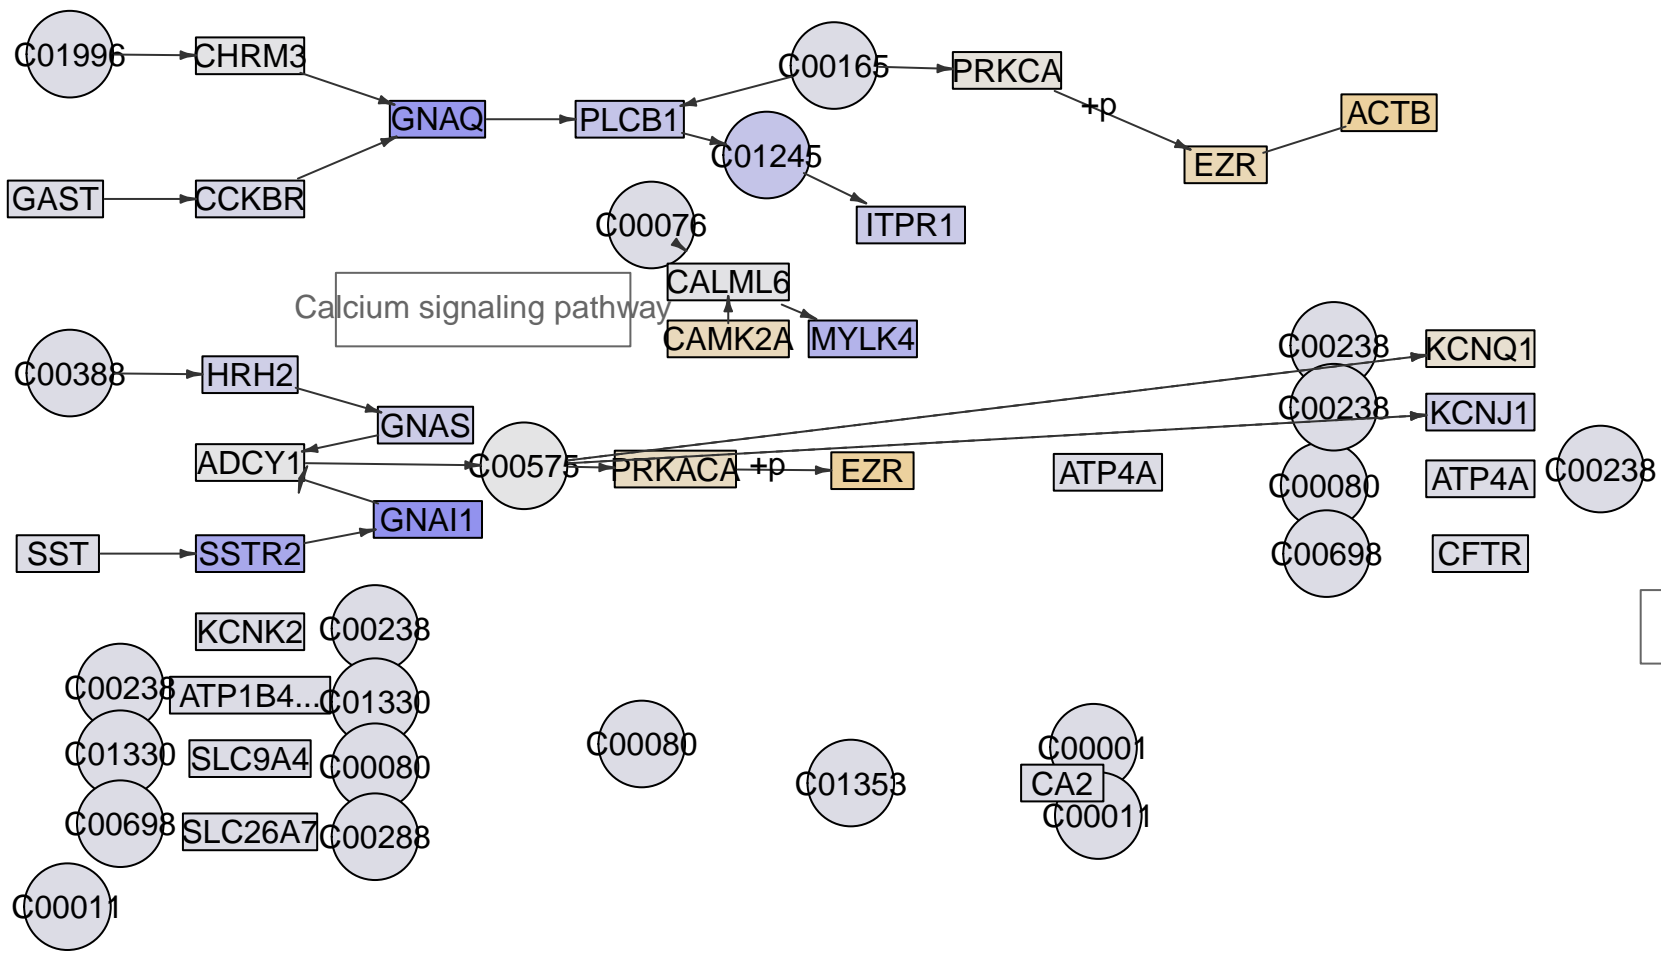 C01996
CHRM3
C00165
PRKCA
+p
ACTB
GNAQ
PLCB1
C01245
EZR
GAST
CCKBR
C00076
ITPR1
CALML6
Calcium signaling pathway
CAMK2A
MYLK4
C00238
KCNQ1
C00388
HRH2
C00238
KCNJ1
GNAS
ADCY1
C00575
PRKACA
+p
EZR
ATP4A
C00080
ATP4A
C00238
GNAI1
SST
SSTR2
C00698
CFTR
KCNK2
C00238
C00238
ATP1B4...
C01330
C01330
SLC9A4
C00080
C00080
C01353
C00001
CA2
C00011
C00698
SLC26A7
C00288
C00011